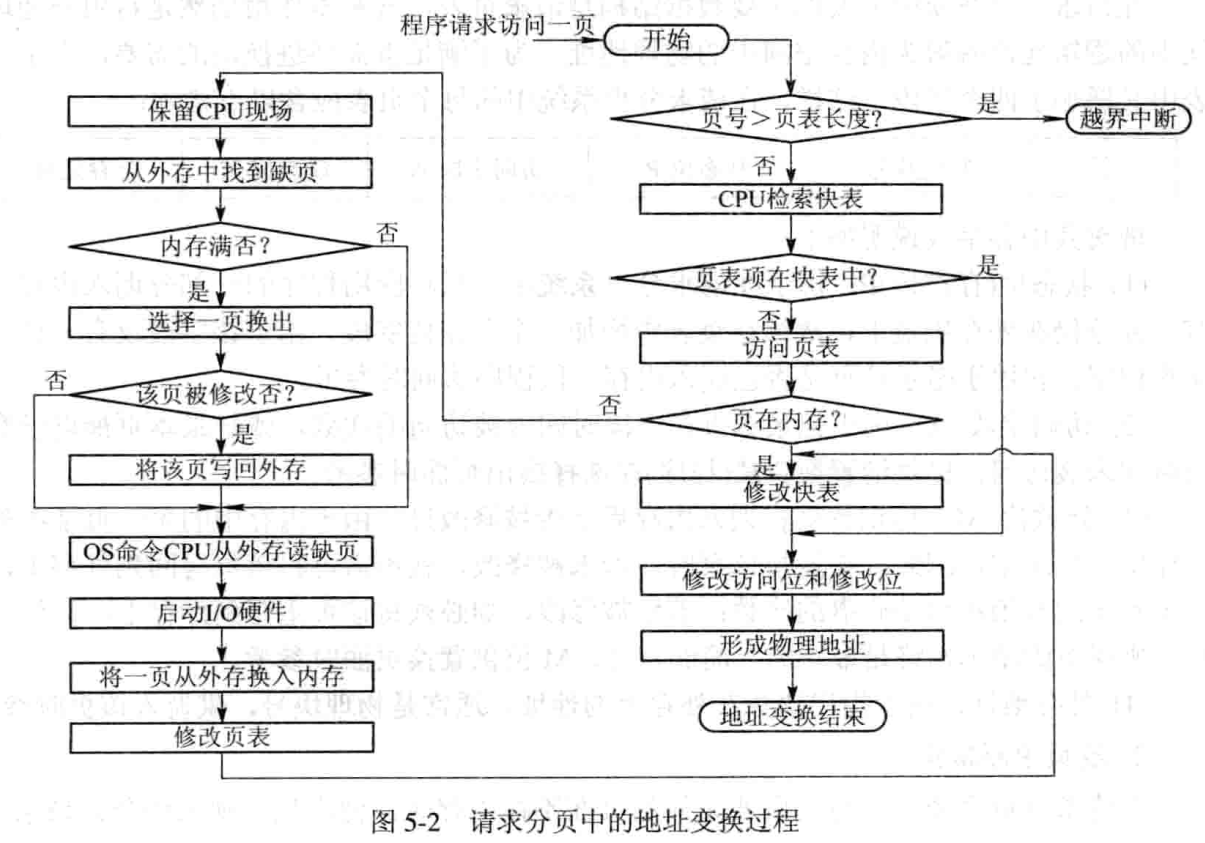 程序请求访问一页
开始
页号＞页表长度？
是
越界中断
否
CPU检索快表
页表项在快表中？
是
否
访问页表
页在内存？
否
是
修改快表
修改访问位和修改位
形成物理地址
地址变换结束
保留CPU现场
从外存中找到缺页
内存满否？
否
是
选择一页换出
该页被修改否？
否
是
将该页写回外存
OS命令CPU从外存读缺页
启动I/O硬件
将一页从外存换入内存
修改页表
图 5-2 请求分页中的地址变换过程